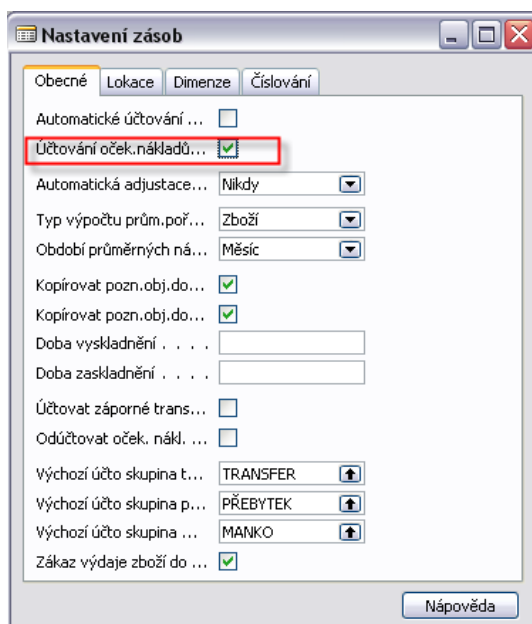 Nastavení zásob
Obecné Lokace Dimenze Číslování
Automatické účtování ...
Účtování oček.nákladů...
Automatická adjustace... Nikdy
Typ výpočtu prům.poř... Zboží
Období průměrných ná... Měsíc
Kopírovat pozn.obj.do...
Kopírovat pozn.obj.do...
Doba vyskladnění . . . .
Doba zaskladnění . . . .
Účtovat záporné trans...
Odúčtovat oček. nákl. ...
Výchozí účto skupina t... TRANSFER
Výchozí účto skupina p... PŘEBYTEK
Výchozí účto skupina ... MANKO
Zákaz výdaje zboží do ...
Nápověda